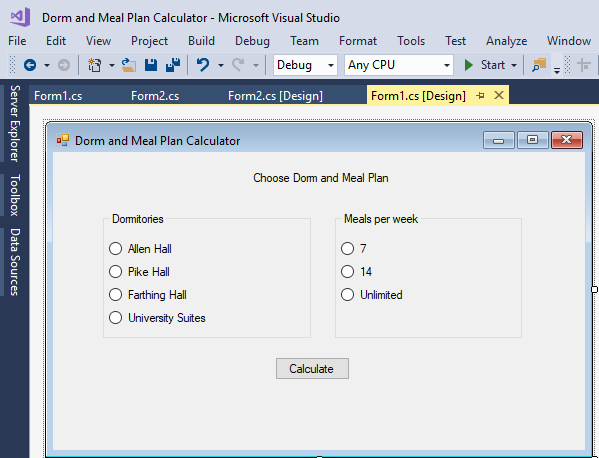 Dorm and Meal Plan Calculator - Microsoft Visual Studio
File Edit View Project Build Debug Team Format Tools Test Analyze Window
Debug Any CPU Start
Form1.cs Form2.cs Form2.cs [Design] Form1.cs [Design]
Server Explorer
Toolbox
Data Sources
Dorm and Meal Plan Calculator
Choose Dorm and Meal Plan
Dormitories
Allen Hall
Pike Hall
Farthing Hall
University Suites
Meals per week
7
14
Unlimited
Calculate